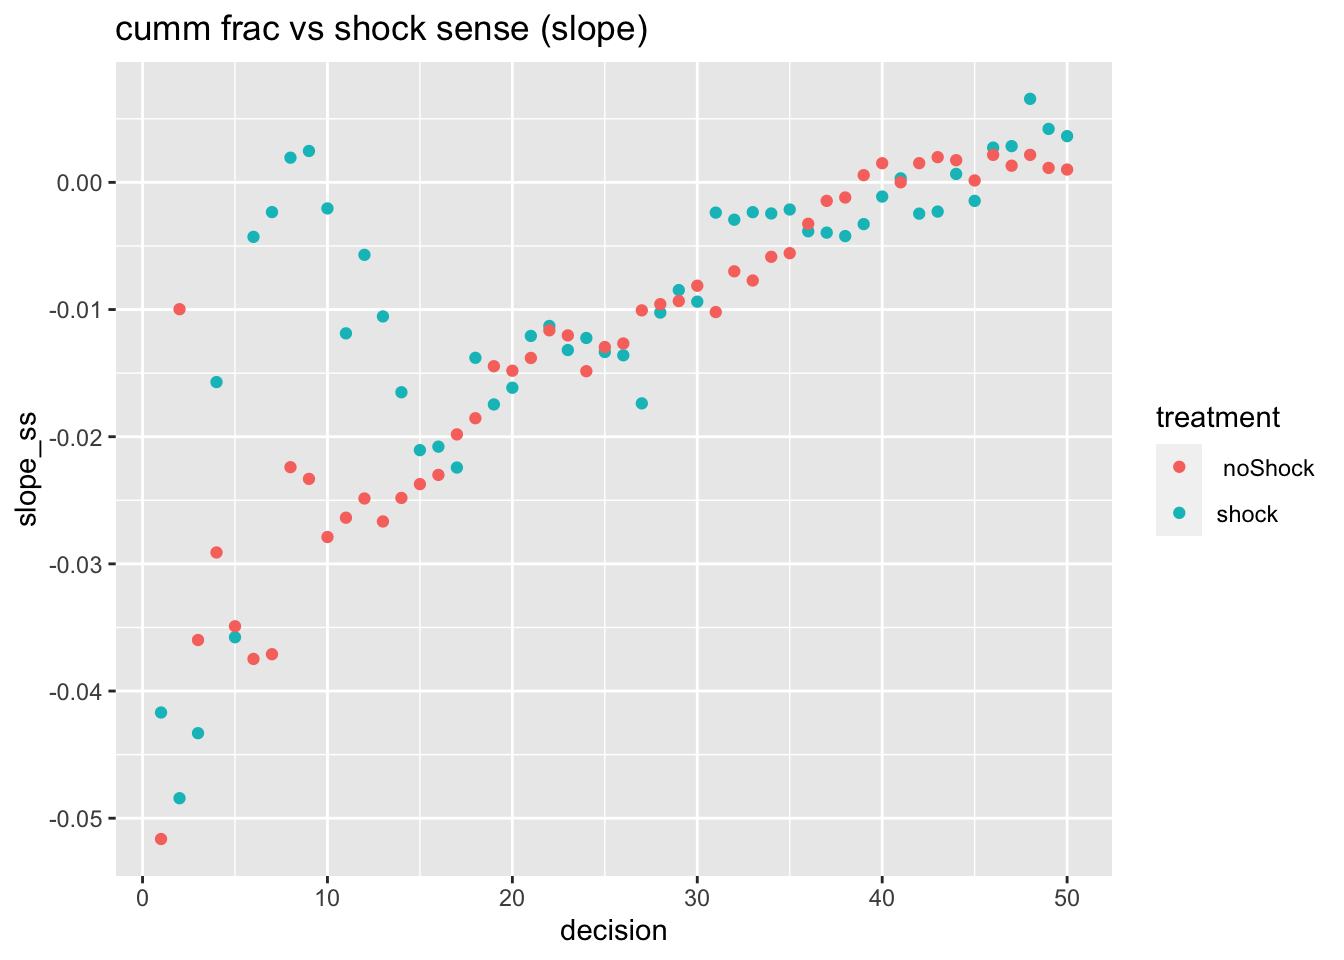 cumm frac vs shock sense (slope)
0.00
-0.01
-0.02
-0.03
-0.04
-0.05
slope_ss
0 10 20 30 40 50
decision
treatment
noShock
shock